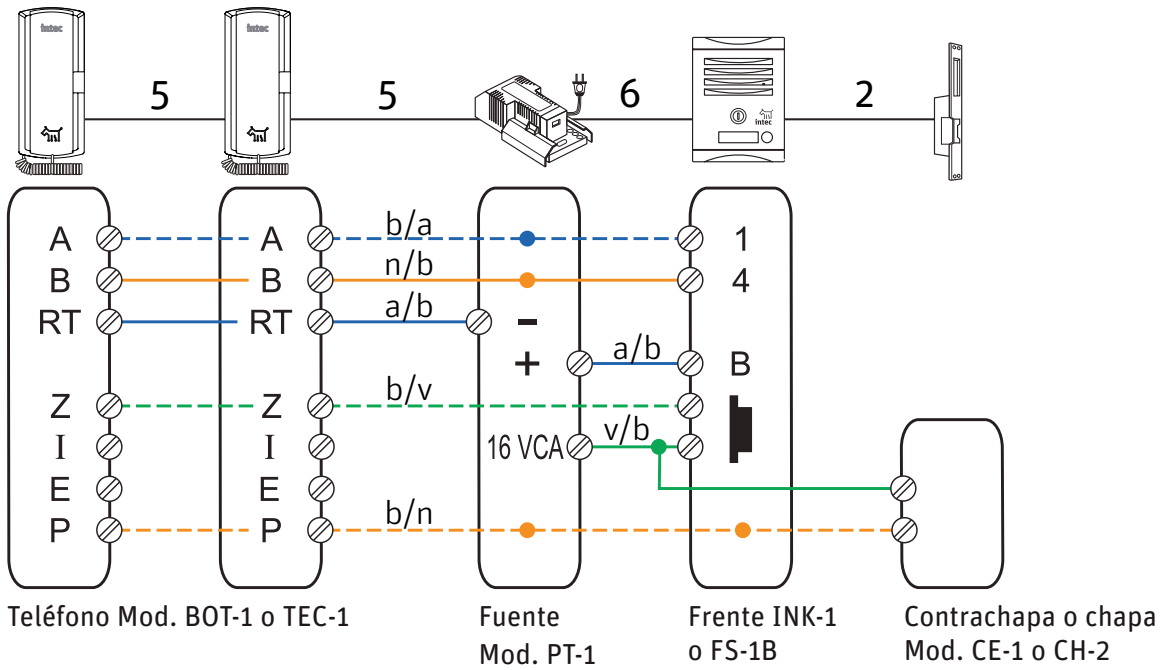 intec
intec
intec
5
5
6
2
A
A
b/a
1
B
B
n/b
4
RT
RT
a/b
−
+
a/b
B
Z
Z
b/v
I
I
16 VCA
v/b
E
E
P
P
b/n
Teléfono Mod. BOT-1 o TEC-1
Fuente
Mod. PT-1
Frente INK-1
o FS-1B
Contrachapa o chapa
Mod. CE-1 o CH-2